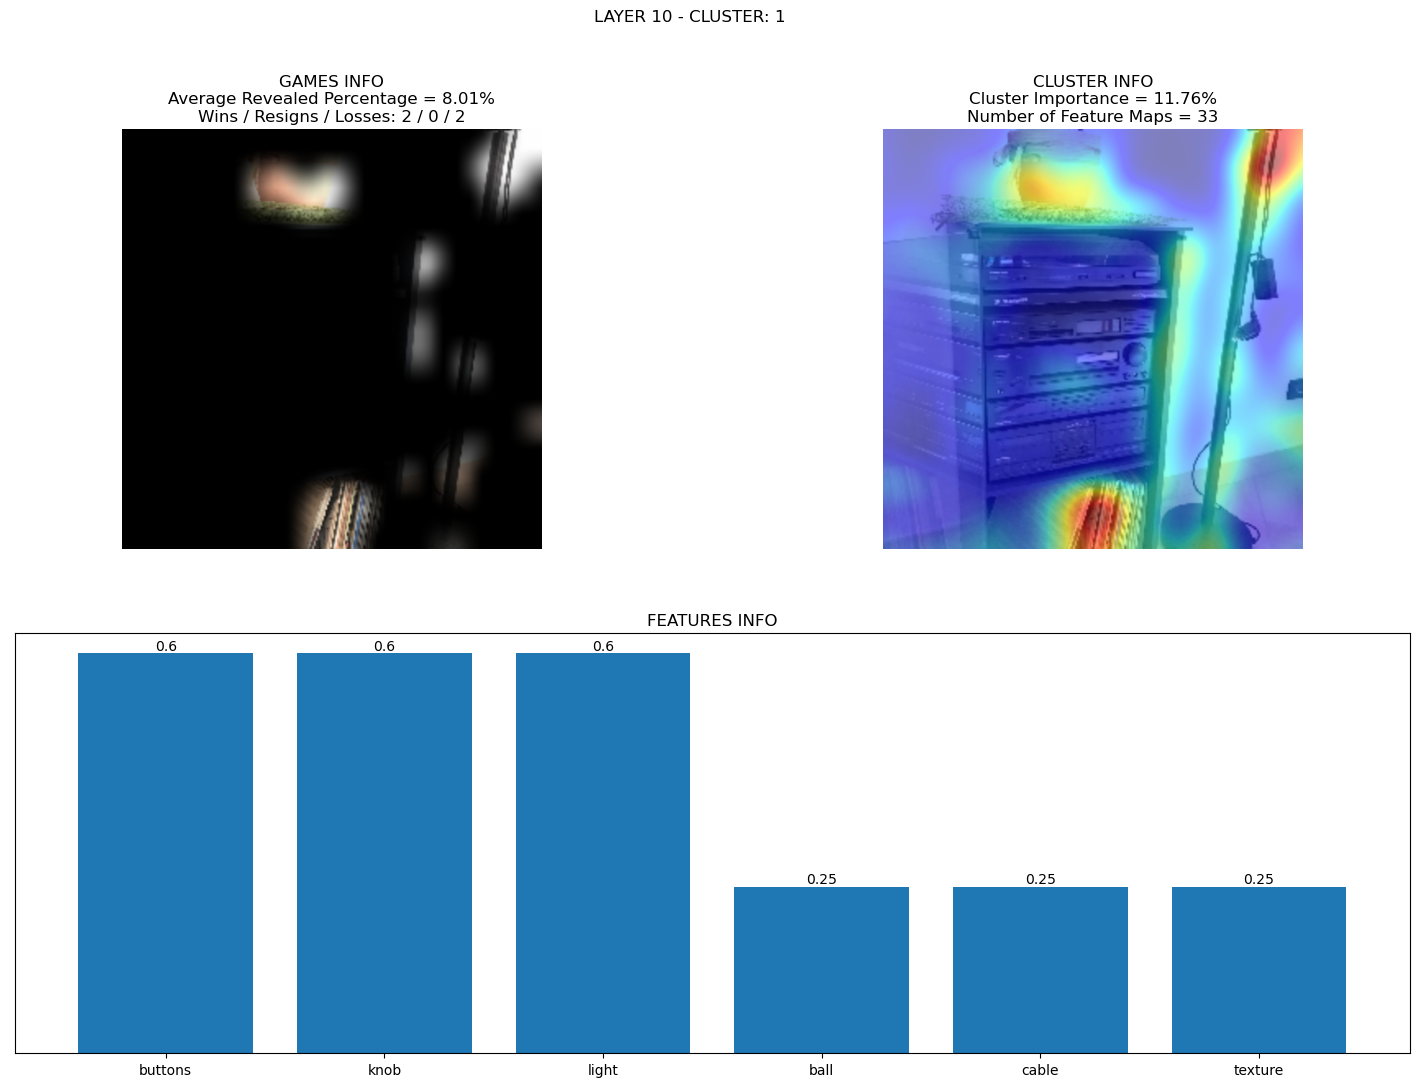 LAYER 10 - CLUSTER: 1
GAMES INFO
Average Revealed Percentage = 8.01%
Wins / Resigns / Losses: 2 / 0 / 2
CLUSTER INFO
Cluster Importance = 11.76%
Number of Feature Maps = 33
FEATURES INFO
0.6
0.6
0.6
0.25
0.25
0.25
buttons
knob
light
ball
cable
texture